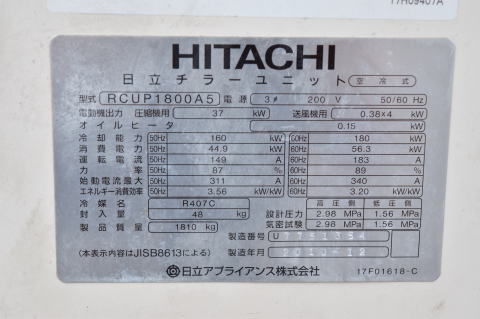 17H09407A
HITACHI
日立チラーユニット 空冷式
型式 RCUP1800A5 電源 3ø 200 V 50/60 Hz
電動機出力 圧縮機用 37 kW 送風機用 0.38×4 kW
オイルヒータ 0.15 kW
冷却能力 50Hz 160 kW 60Hz 180 kW
消費電力 50Hz 44.9 kW 60Hz 56.3 kW
運転電流 50Hz 149 A 60Hz 183 A
力率 50Hz 87 % 60Hz 89 %
始動電流最大 50Hz 311 A 60Hz 340 A
エネルギー消費効率 50Hz 3.56 kW/kW 60Hz 3.20 kW/kW
冷媒名 R407C 高圧側 低圧側
封入量 48 kg 設計圧力 2.98 MPa 1.56 MPa
製品質量 1810 kg 気密試験 2.98 MPa 1.56 MPa
製造番号
(本表示内容はJISB8613による) 製造年月 2010-12
日立アプライアンス株式会社 17F01618-C